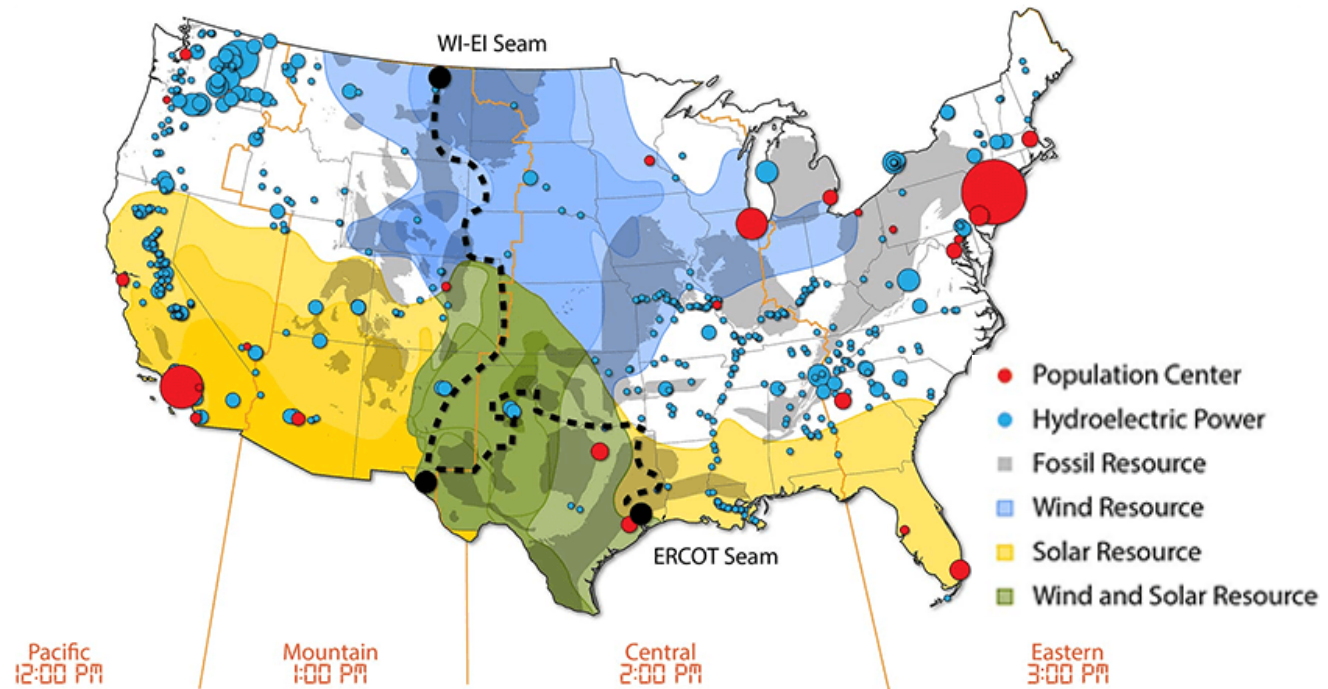 WI-EI Seam
Population Center
Hydroelectric Power
Fossil Resource
Wind Resource
Solar Resource
Wind and Solar Resource
ERCOT Seam
Pacific
12:00 PM
Mountain
1:00 PM
Central
2:00 PM
Eastern
3:00 PM